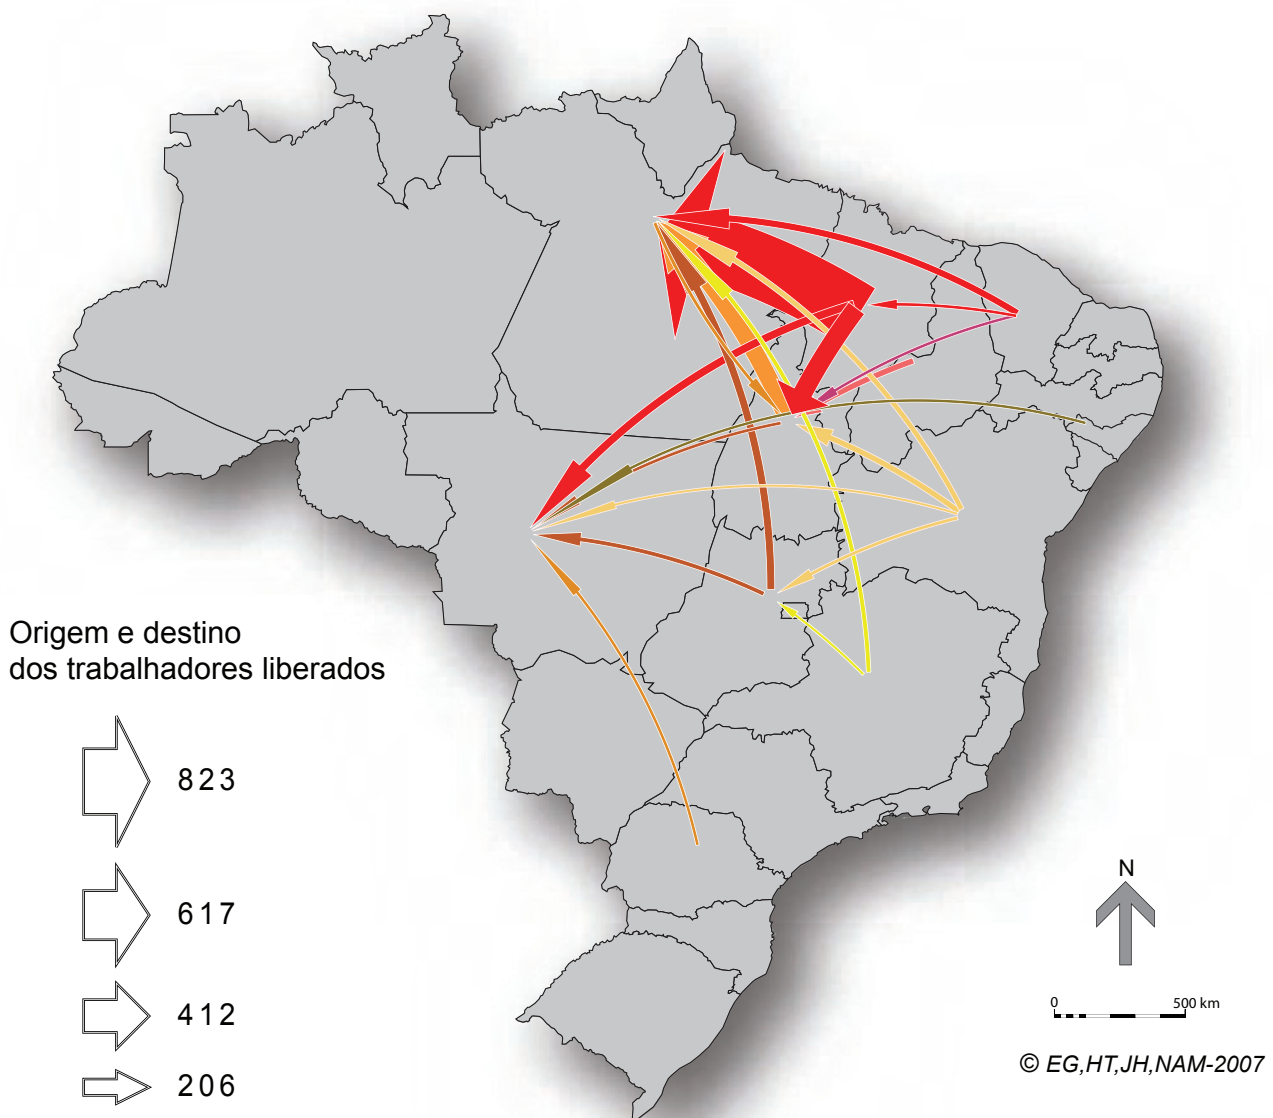 Origem e destino
dos trabalhadores liberados
823
617
412
206
N
0 500 km
© EG,HT,JH,NAM-2007